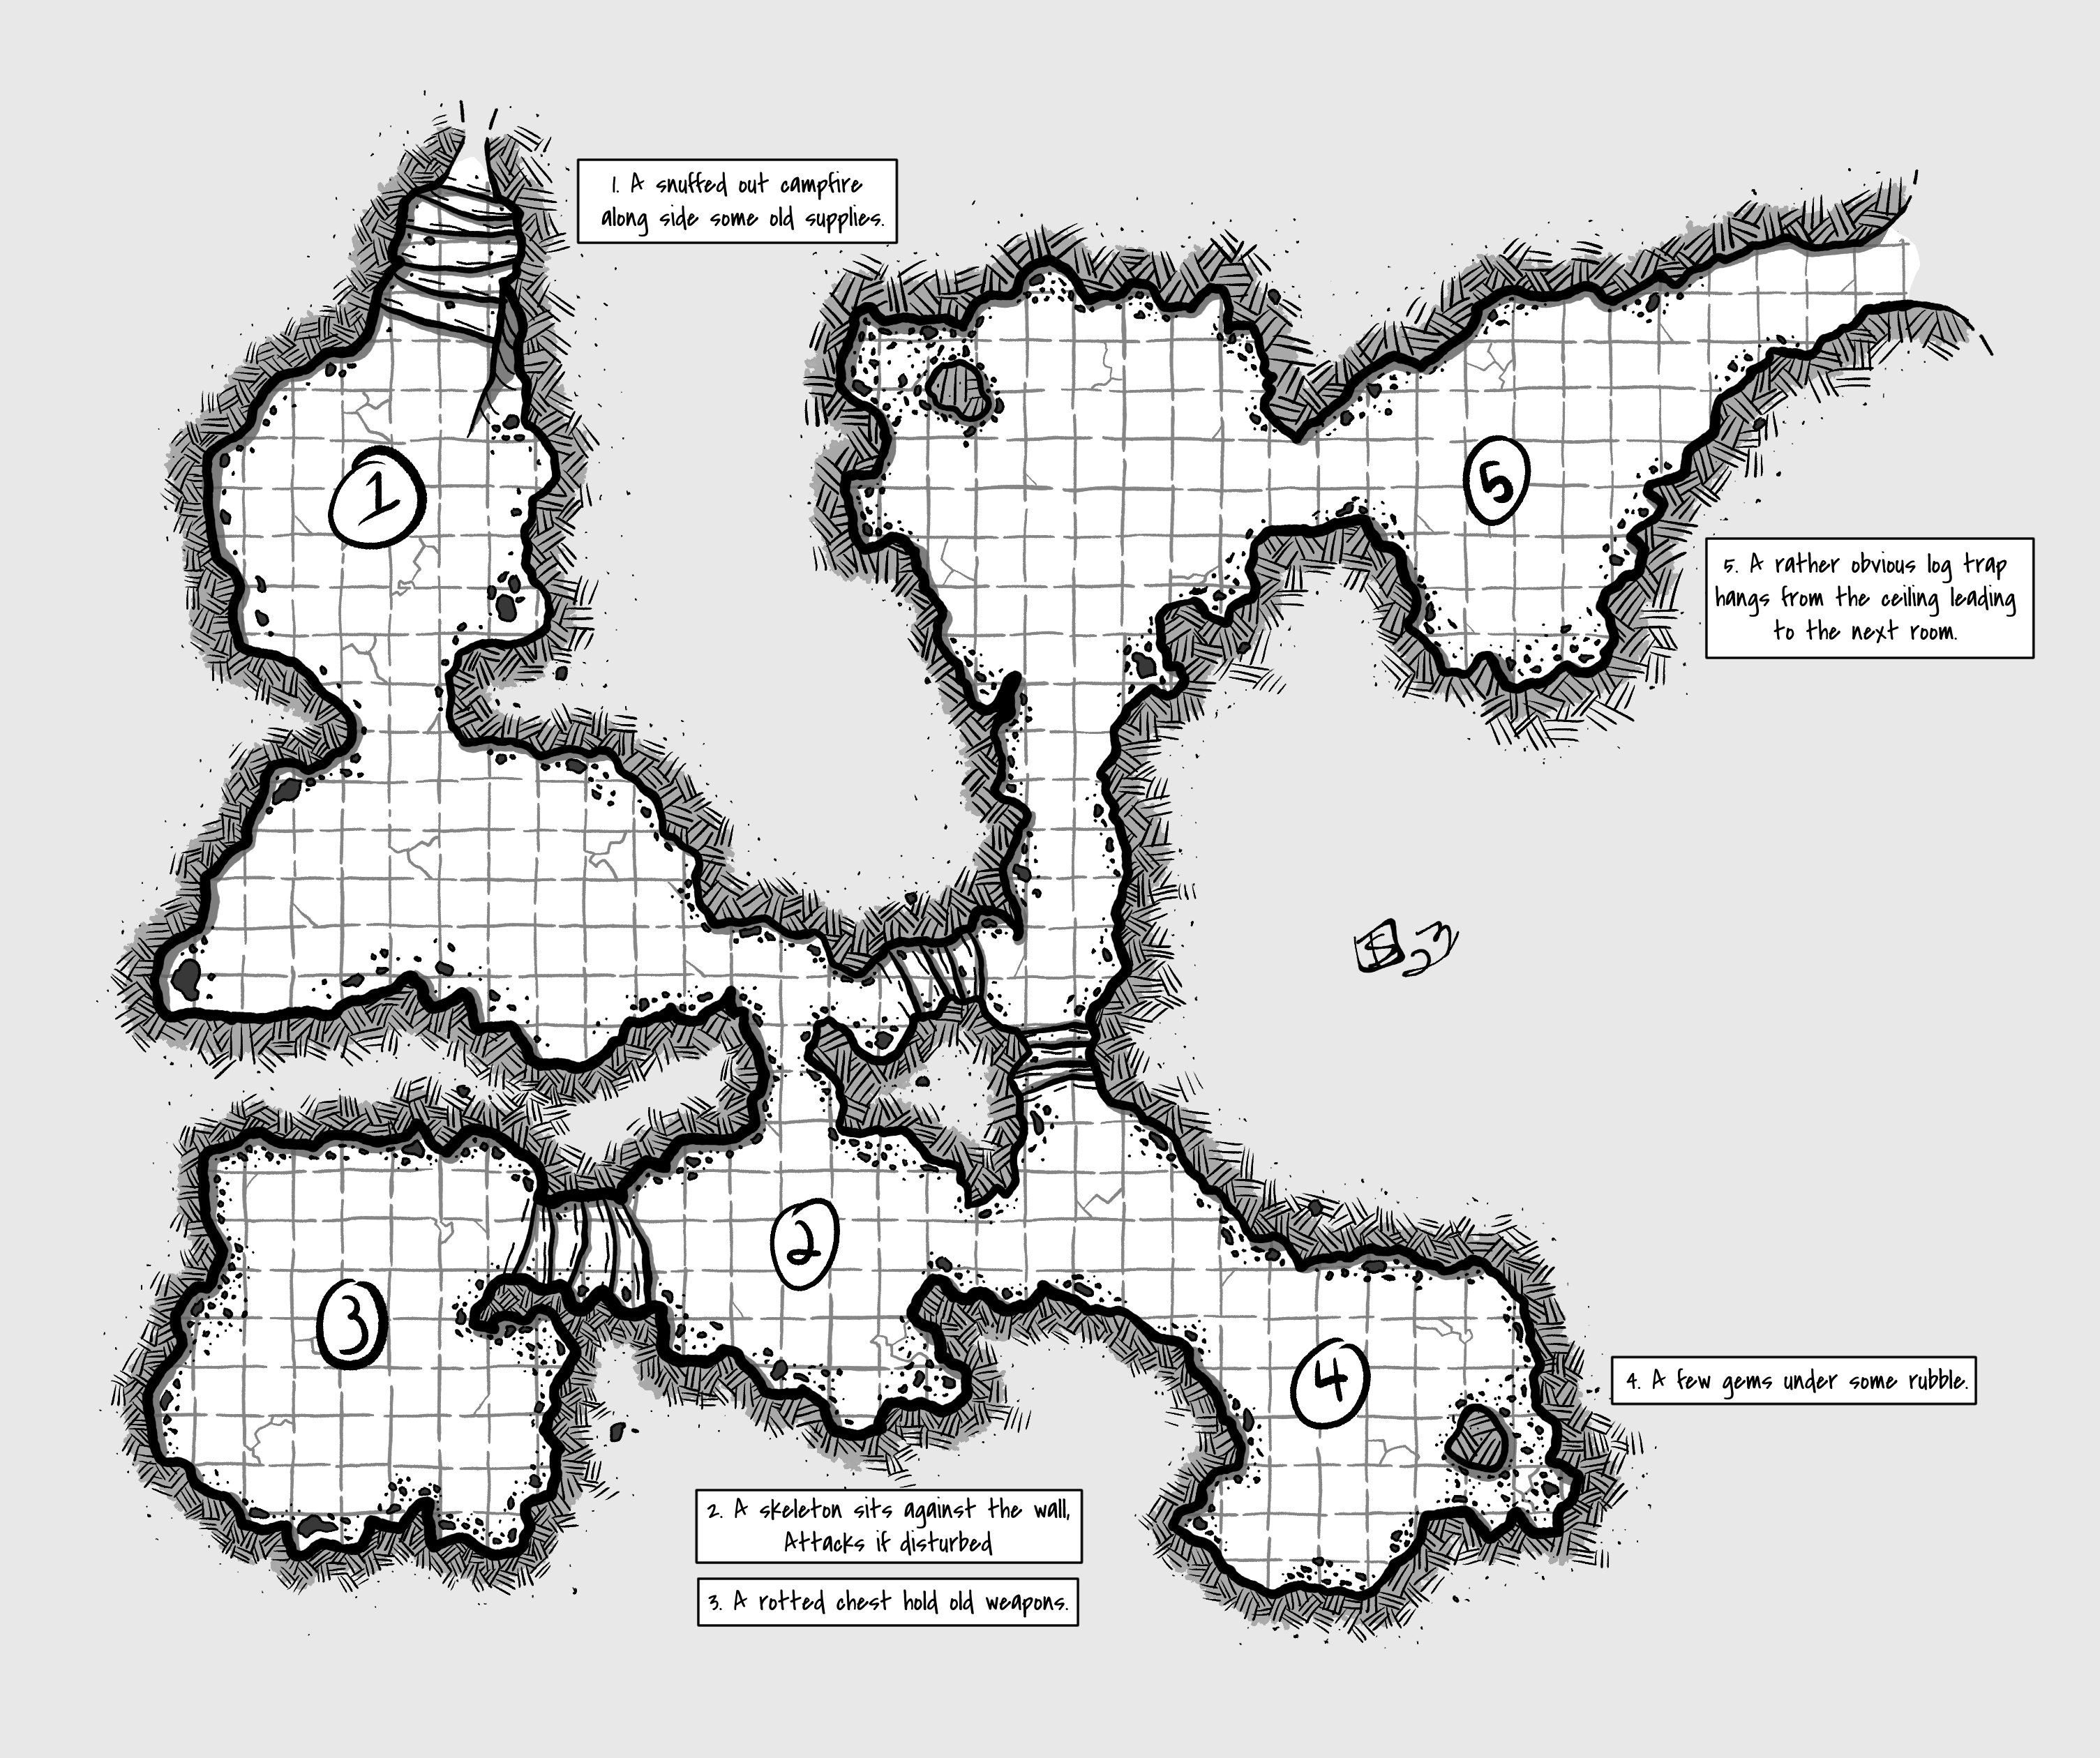 1. A snuffed out campfire
along side some old supplies.
1
5
5. A rather obvious log trap
hangs from the ceiling leading
to the next room.
2
3
4
4. A few gems under some rubble.
2. A skeleton sits against the wall,
Attacks if disturbed
3. A rotted chest hold old weapons.